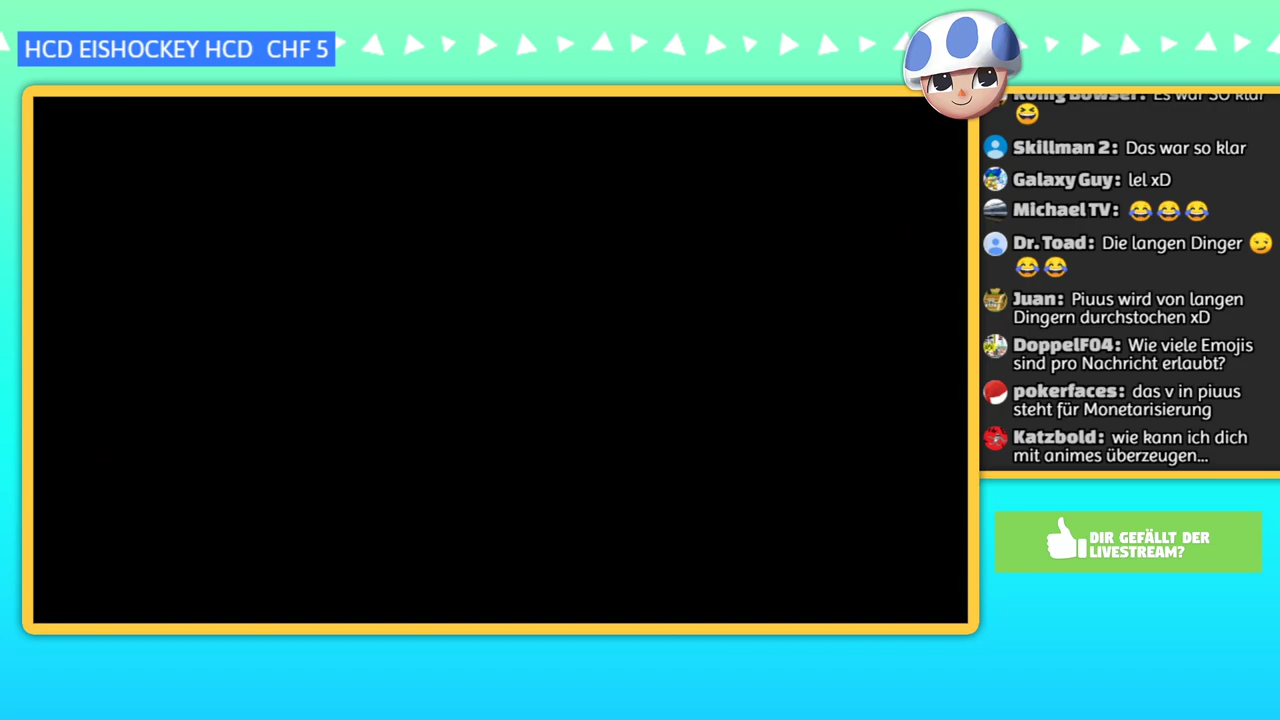 HCD EISHOCKEY HCD CHF 5
König Bowser: Es war SO klar
😆
Skillman 2: Das war so klar
Galaxy Guy: lel xD
Michael TV: 😂😂😂
Dr. Toad: Die langen Dinger 😏
😂😂
Juan: Piuus wird von langen
Dingern durchstochen xD
DoppelF04: Wie viele Emojis
sind pro Nachricht erlaubt?
pokerfaces: das v in piuus
steht für Monetarisierung
Katzbold: wie kann ich dich
mit animes überzeugen...
DIR GEFÄLLT DER
LIVESTREAM?